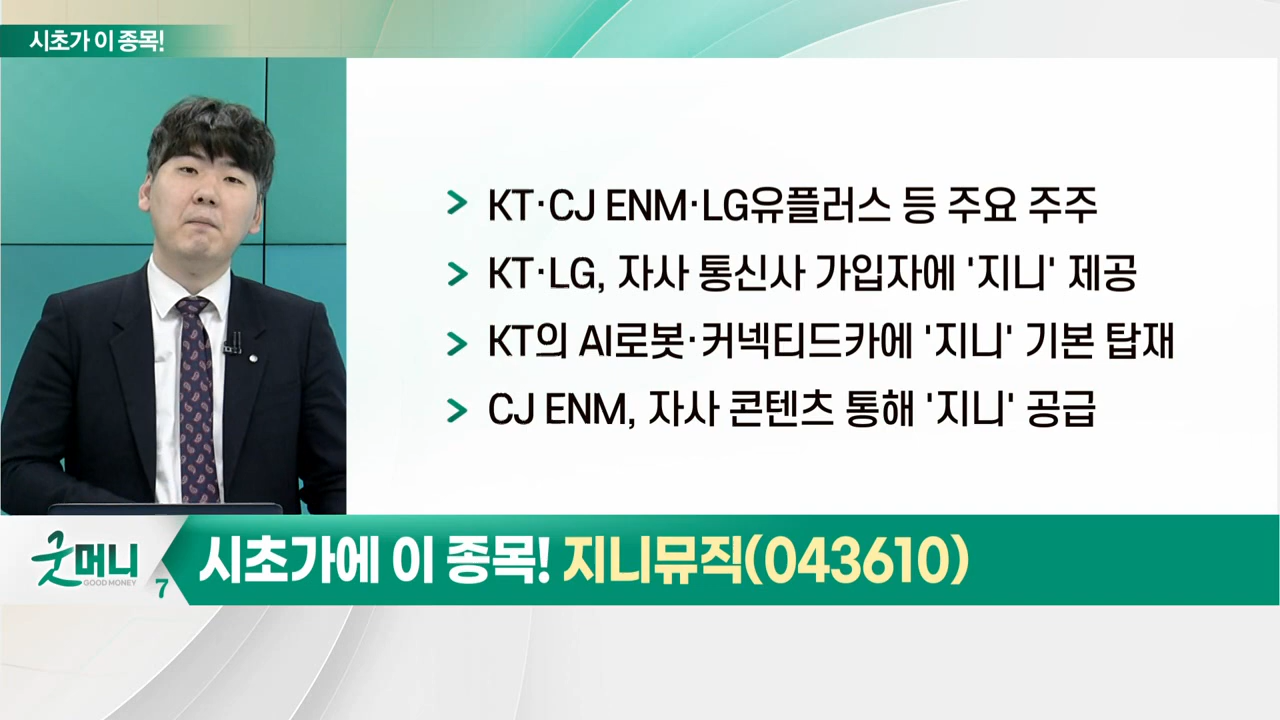 시초가 이 종목!
> KT·CJ ENM·LG유플러스 등 주요 주주
> KT·LG, 자사 통신사 가입자에 '지니' 제공
> KT의 AI로봇·커넥티드카에 '지니' 기본 탑재
> CJ ENM, 자사 콘텐츠 통해 '지니' 공급
굿머니
GOOD MONEY
7
시초가에 이 종목! 지니뮤직(043610)